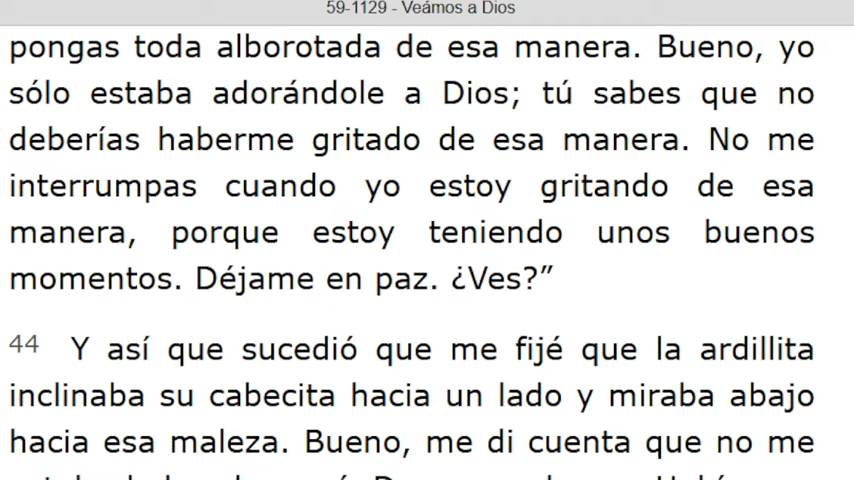 59-1129 - Veámos a Dios
pongas toda alborotada de esa manera. Bueno, yo
sólo estaba adorándole a Dios; tú sabes que no
deberías haberme gritado de esa manera. No me
interrumpas cuando yo estoy gritando de esa
manera, porque estoy teniendo unos buenos
momentos. Déjame en paz. ¿Ves?”
44 Y así que sucedió que me fijé que la ardillita
inclinaba su cabecita hacia un lado y miraba abajo
hacia esa maleza. Bueno, me di cuenta que no me